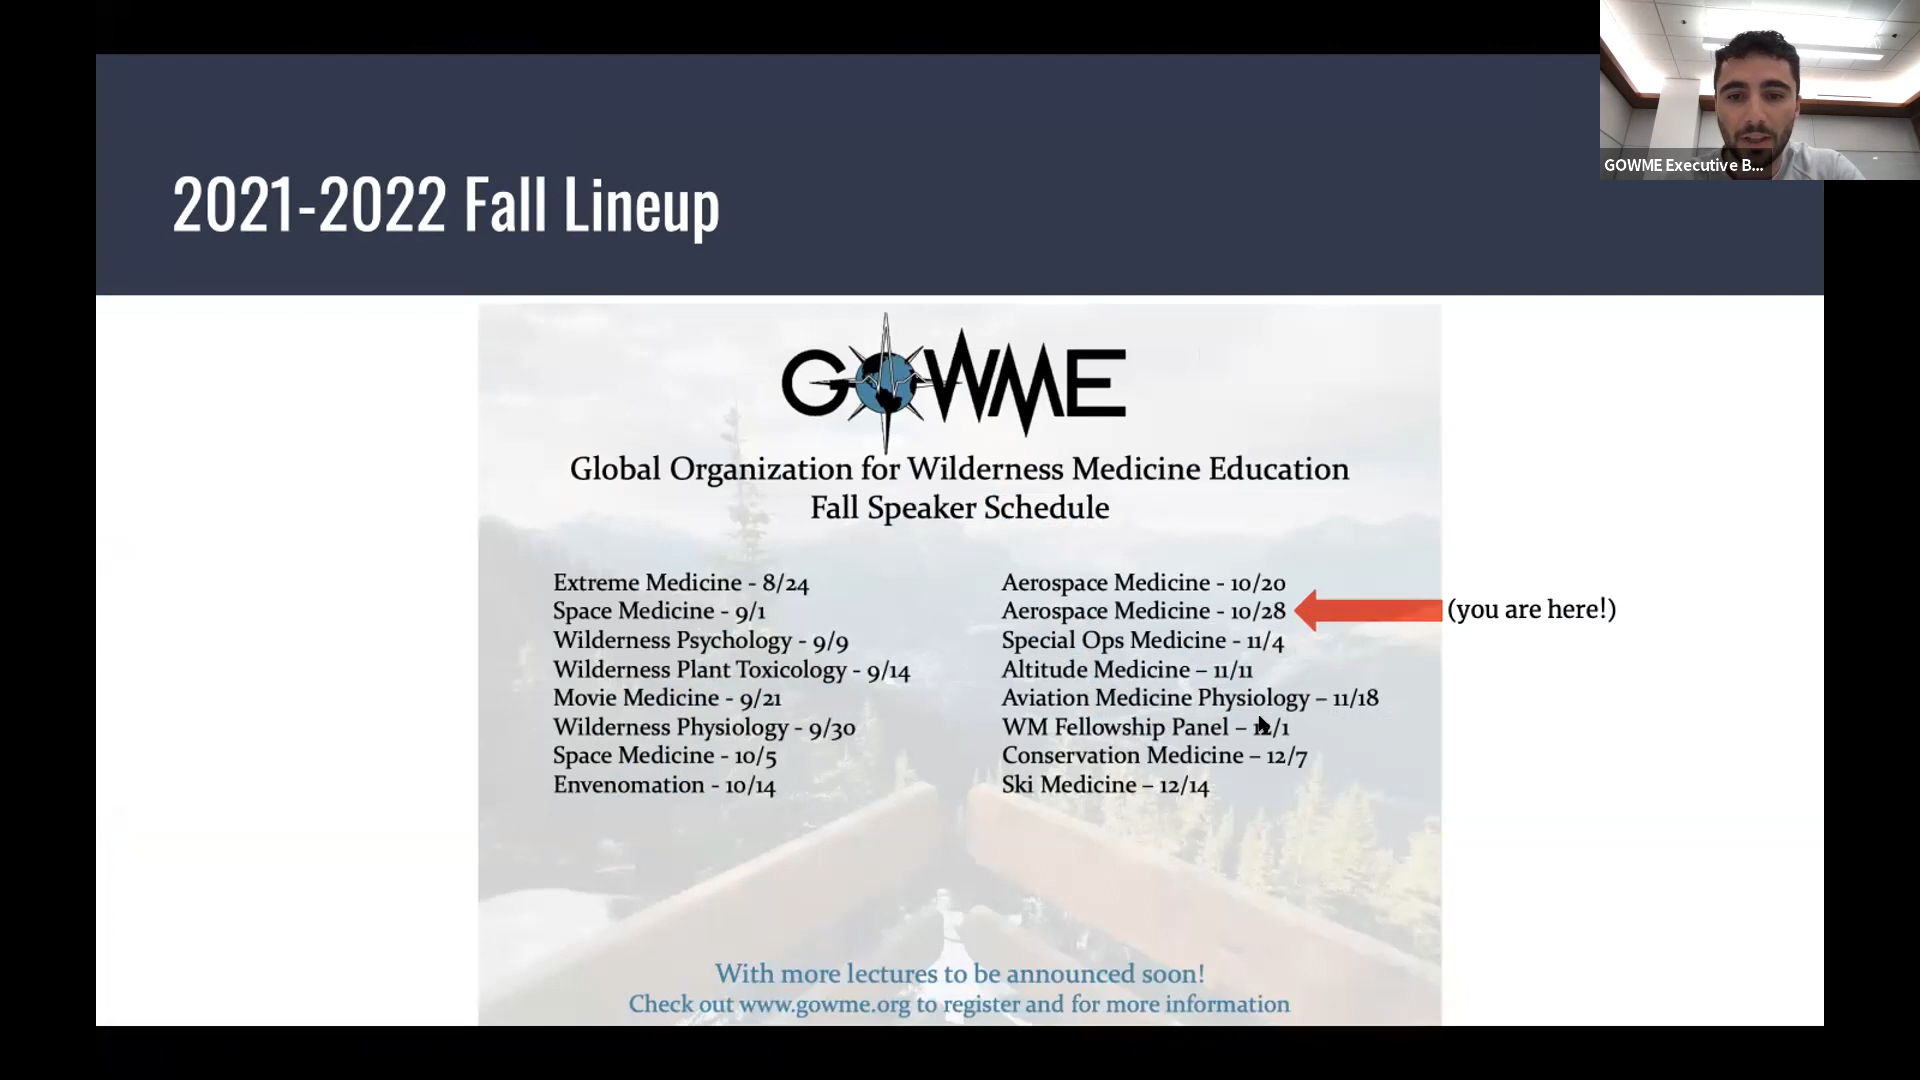 GOWME Executive B...
2021-2022 Fall Lineup
GOWME
Global Organization for Wilderness Medicine Education
Fall Speaker Schedule
Extreme Medicine - 8/24
Space Medicine - 9/1
Wilderness Psychology - 9/9
Wilderness Plant Toxicology - 9/14
Movie Medicine - 9/21
Wilderness Physiology - 9/30
Space Medicine - 10/5
Envenomation - 10/14
Aerospace Medicine - 10/20
Aerospace Medicine - 10/28
(you are here!)
Special Ops Medicine - 11/4
Altitude Medicine – 11/11
Aviation Medicine Physiology – 11/18
WM Fellowship Panel – 12/1
Conservation Medicine – 12/7
Ski Medicine – 12/14
With more lectures to be announced soon!
Check out www.gowme.org to register and for more information